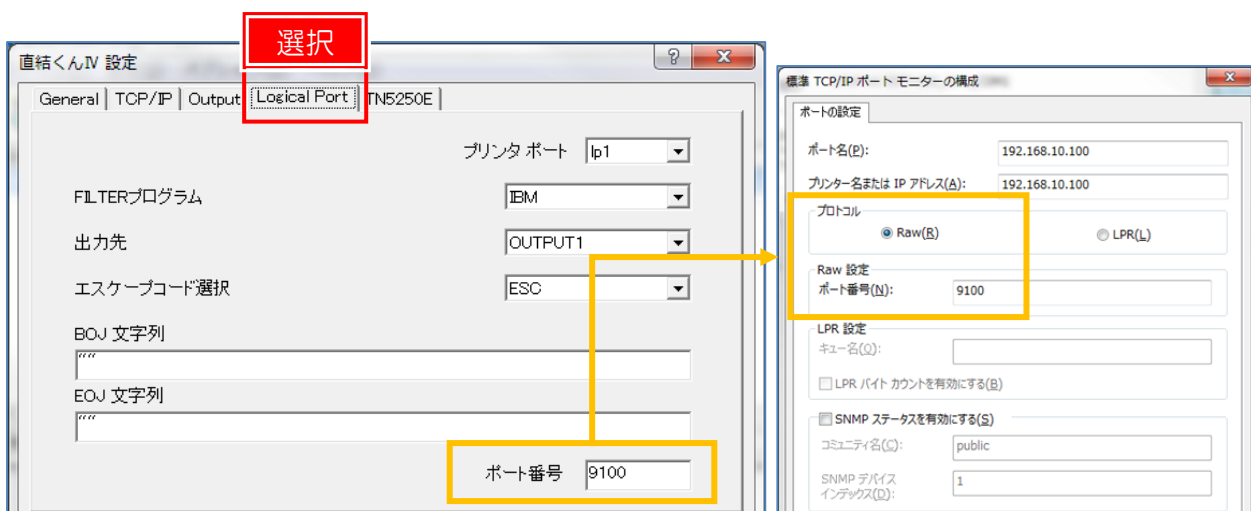 選択
直結くんⅣ 設定
General
TCP/IP
Output
Logical Port
TN5250E
プリンタ ポート
lp1
FILTERプログラム
IBM
出力先
OUTPUT1
エスケープコード選択
ESC
BOJ 文字列
""
EOJ 文字列
""
ポート番号
9100
標準 TCP/IP ポート モニターの構成
ポートの設定
ポート名(P):
192.168.10.100
プリンター名または IP アドレス(A):
192.168.10.100
プロトコル
Raw(R)
LPR(L)
Raw 設定
ポート番号(N):
9100
LPR 設定
キュー名(Q):
LPR バイト カウントを有効にする(B)
SNMP ステータスを有効にする(S)
コミュニティ名(C):
public
SNMP デバイス
インデックス(D):
1